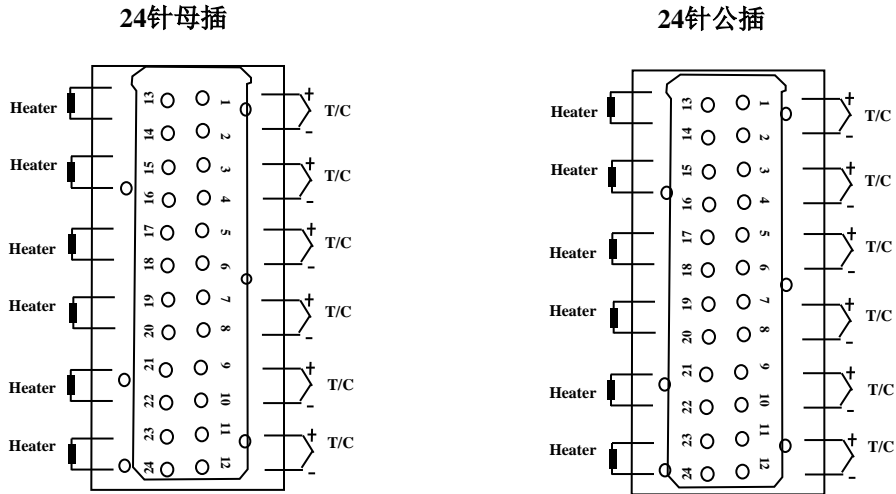 24针母插 24针公插
Heater 13 1 + T/C Heater 13 1 + T/C
14 2 - 14 2 -
Heater 15 3 + T/C Heater 15 3 + T/C
16 4 - 16 4 -
Heater 17 5 + T/C Heater 17 5 + T/C
18 6 - 18 6 -
Heater 19 7 + T/C Heater 19 7 + T/C
20 8 - 20 8 -
Heater 21 9 + T/C Heater 21 9 + T/C
22 10 - 22 10 -
Heater 23 11 + T/C Heater 23 11 + T/C
24 12 - 24 12 -